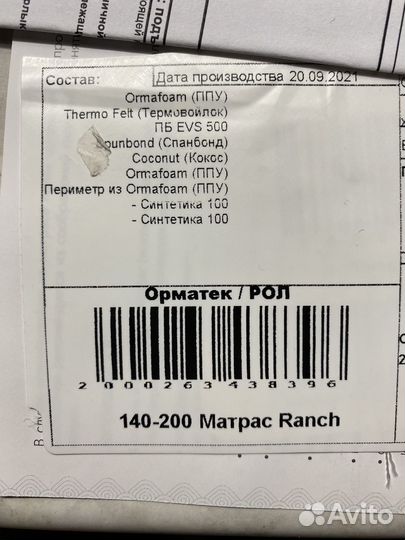 Состав:
Дата производства 20.09.2021
Ormafoam (ППУ)
Thermo Felt (Термовойлок)
ПБ EVS 500
punbond (Спанбонд)
Coconut (Кокос)
Ormafoam (ППУ)
Периметр из Ormafoam (ППУ)
- Синтетика 100
- Синтетика 100
Орматек / РОЛ
2000263438396
140-200 Матрас Ranch
Avito